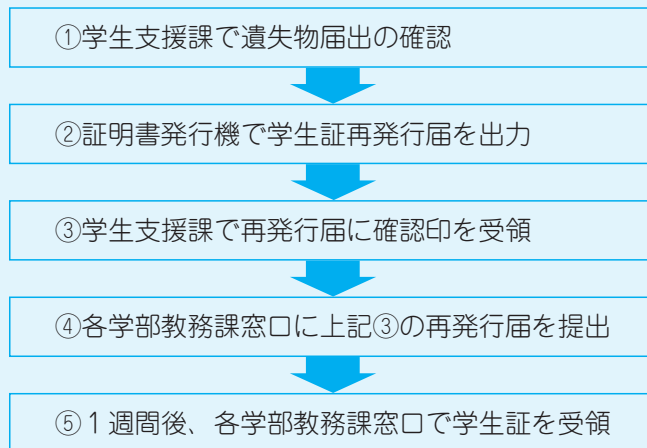 ①学生支援課で遺失物届出の確認
②証明書発行機で学生証再発行届を出力
③学生支援課で再発行届に確認印を受領
④各学部教務課窓口に上記③の再発行届を提出
⑤１週間後、各学部教務課窓口で学生証を受領